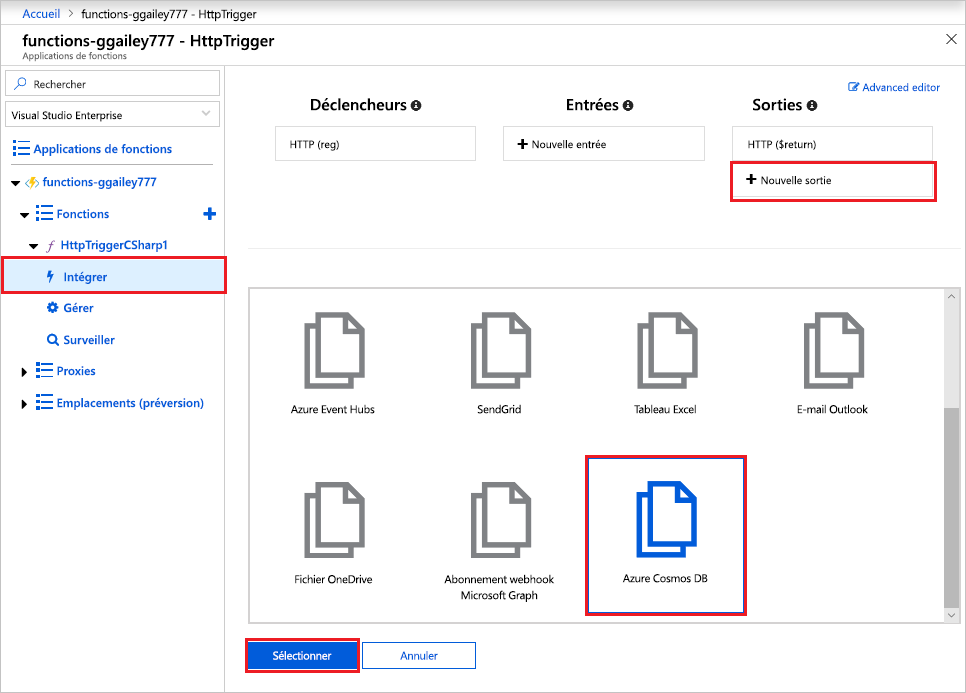 Accueil > functions-ggailey777 - HttpTrigger
functions-ggailey777 - HttpTrigger
Applications de fonctions
Rechercher
Visual Studio Enterprise
Applications de fonctions
functions-ggailey777
Fonctions
HttpTriggerCSharp1
Intégrer
Gérer
Surveiller
Proxies
Emplacements (préversion)
Advanced editor
Déclencheurs
HTTP (reg)
Entrées
Nouvelle entrée
Sorties
HTTP ($return)
Nouvelle sortie
Azure Event Hubs
SendGrid
Tableau Excel
E-mail Outlook
Fichier OneDrive
Abonnement webhook
Microsoft Graph
Azure Cosmos DB
Sélectionner
Annuler